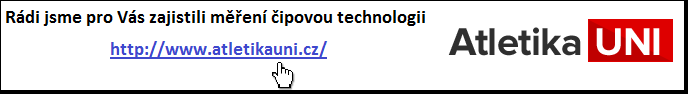 Rádi jsme pro Vás zajistili měření čipovou technologii
http://www.atletikauni.cz/
Atletika UNI